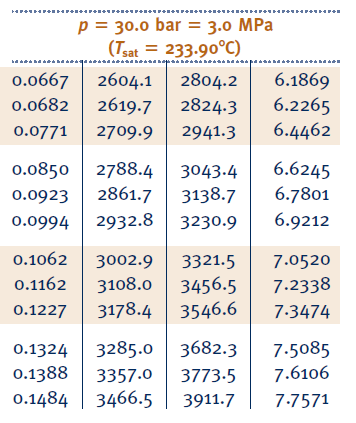 p = 30.0 bar = 3.0 MPa
(Tsat = 233.90°C)
0.0667 2604.1 2804.2 6.1869
0.0682 2619.7 2824.3 6.2265
0.0771 2709.9 2941.3 6.4462
0.0850 2788.4 3043.4 6.6245
0.0923 2861.7 3138.7 6.7801
0.0994 2932.8 3230.9 6.9212
0.1062 3002.9 3321.5 7.0520
0.1162 3108.0 3456.5 7.2338
0.1227 3178.4 3546.6 7.3474
0.1324 3285.0 3682.3 7.5085
0.1388 3357.0 3773.5 7.6106
0.1484 3466.5 3911.7 7.7571